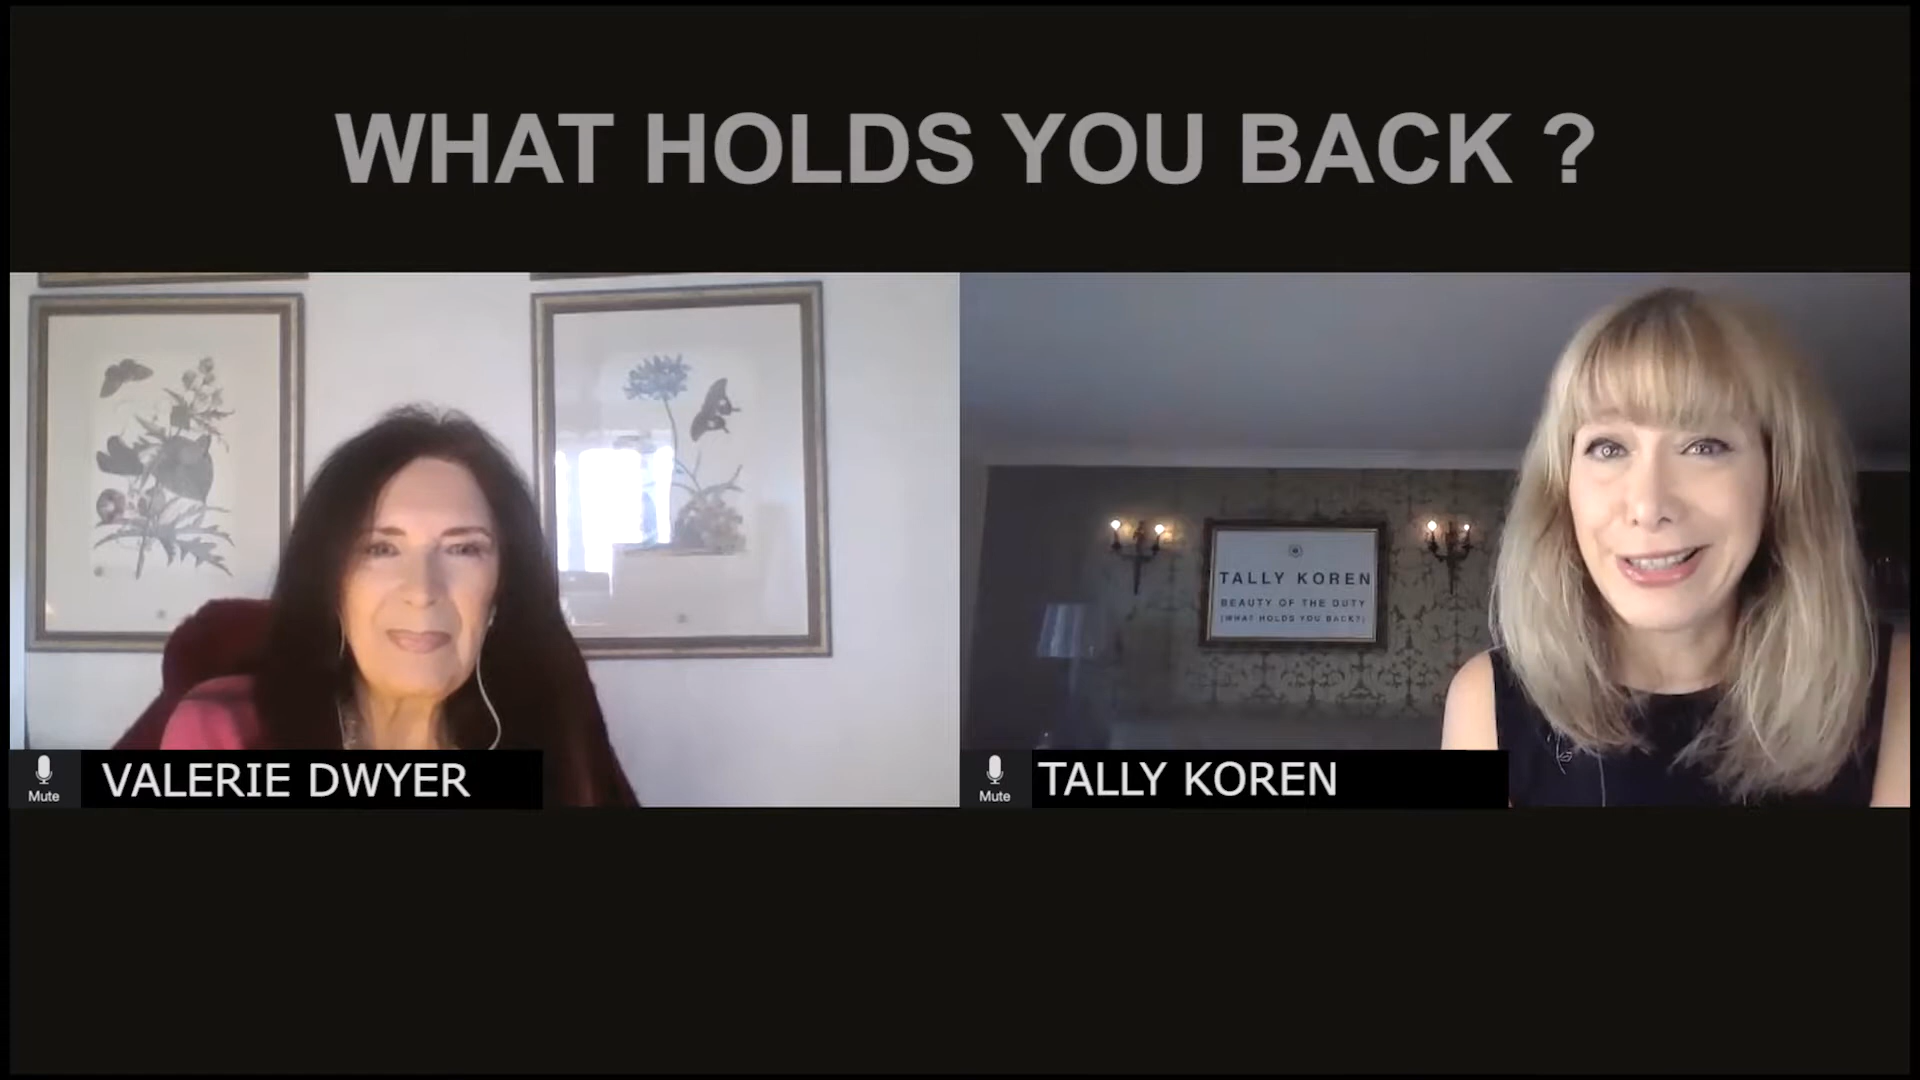 WHAT HOLDS YOU BACK ?
TALLY KOREN
BEAUTY OF THE DUTY
(WHAT HOLDS YOU BACK?)
Mute
VALERIE DWYER
Mute
TALLY KOREN